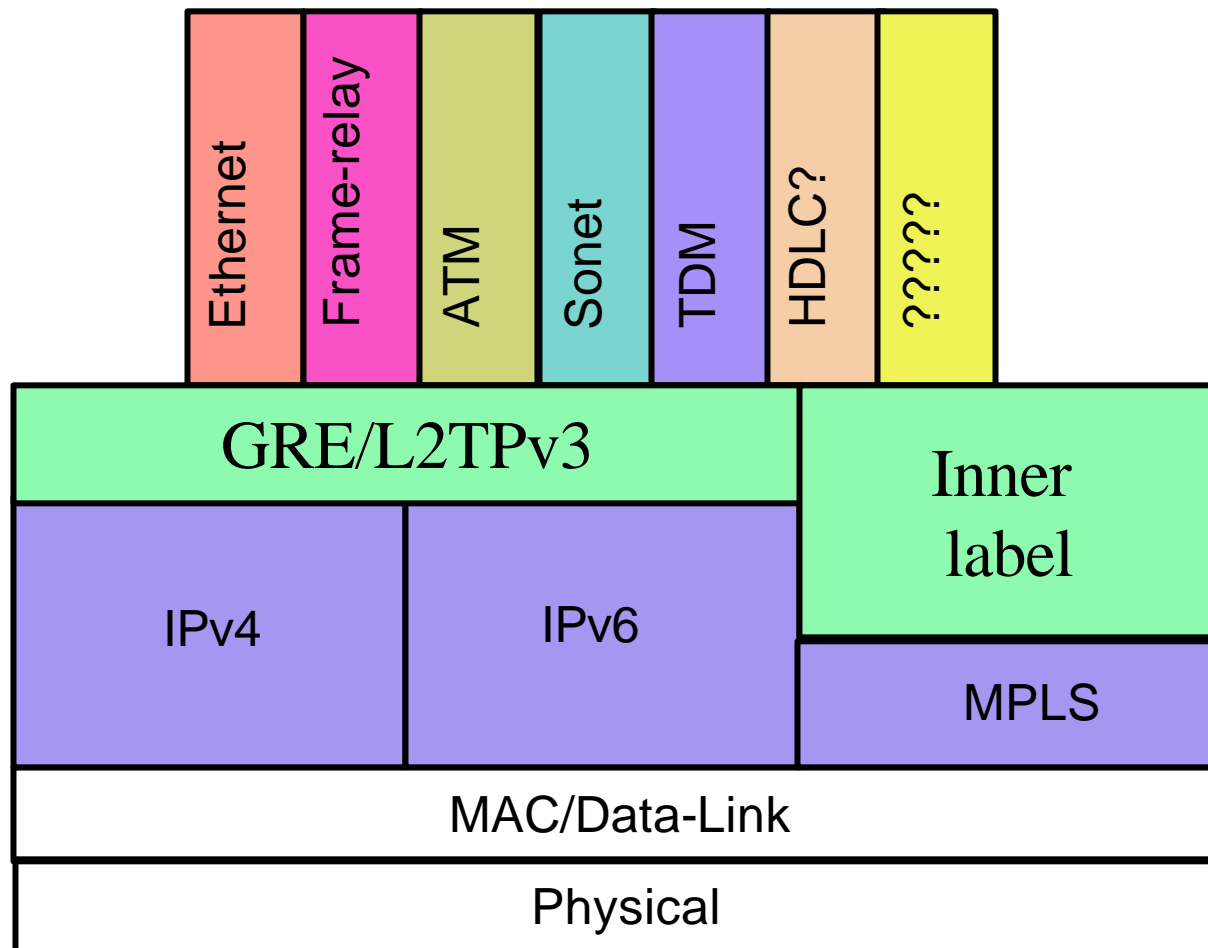 Ethernet
Frame-relay
ATM
Sonet
TDM
HDLC?
?????
GRE/L2TPv3
Inner
label
IPv4
IPv6
MPLS
MAC/Data-Link
Physical